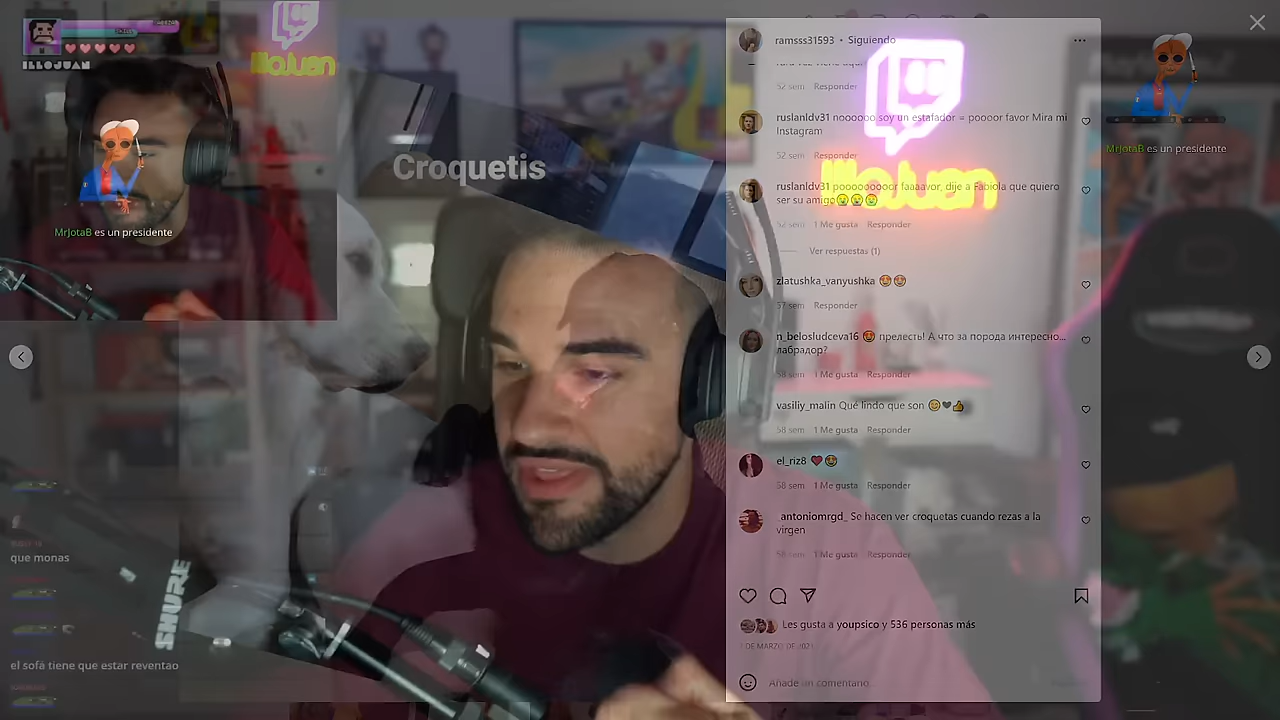 ILLOJUAN
IlloJuan
MrJotaB es un presidente
Croquetis
SHURE
que monas
el sofá tiene que estar reventao
ramsss31593 • Siguiendo
52 sem Responder
ruslanldv31 nooooo soy un estafador = poooor favor Mira mi
Instagram
52 sem Responder
IlloJuan
ruslanldv31 pooooooooor faaaavor, dije a Fabiola que quiero
ser su amigo😭😭😭
52 sem 1 Me gusta Responder
Ver respuestas (1)
zlatushka_vanyushka 😍😍
57 sem Responder
n_belosludceva16 😍 прелесть! А что за порода интересно...
лабрадор?
58 sem 1 Me gusta Responder
vasiliy_malin Qué lindo que son 😊❤👍
58 sem 1 Me gusta Responder
el_riz8 ❤️😍
58 sem 1 Me gusta Responder
_antoniomrgd_ Se hacen ver croquetas cuando rezas a la
virgen
58 sem 1 Me gusta Responder
Les gusta a youpsico y 536 personas más
Añade un comentario...
MrJotaB es un presidente